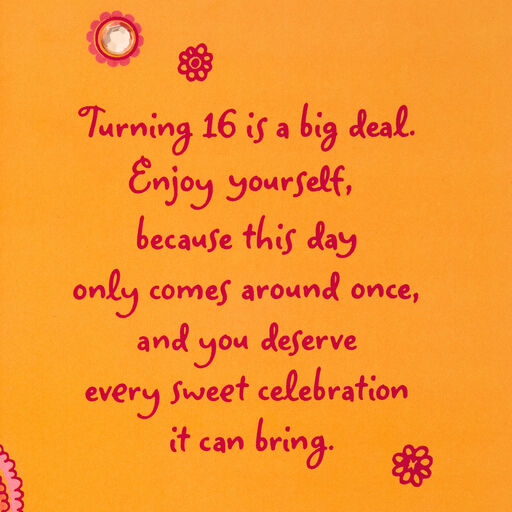 Turning 16 is a big deal.
Enjoy yourself,
because this day
only comes around once,
and you deserve
every sweet celebration
it can bring.